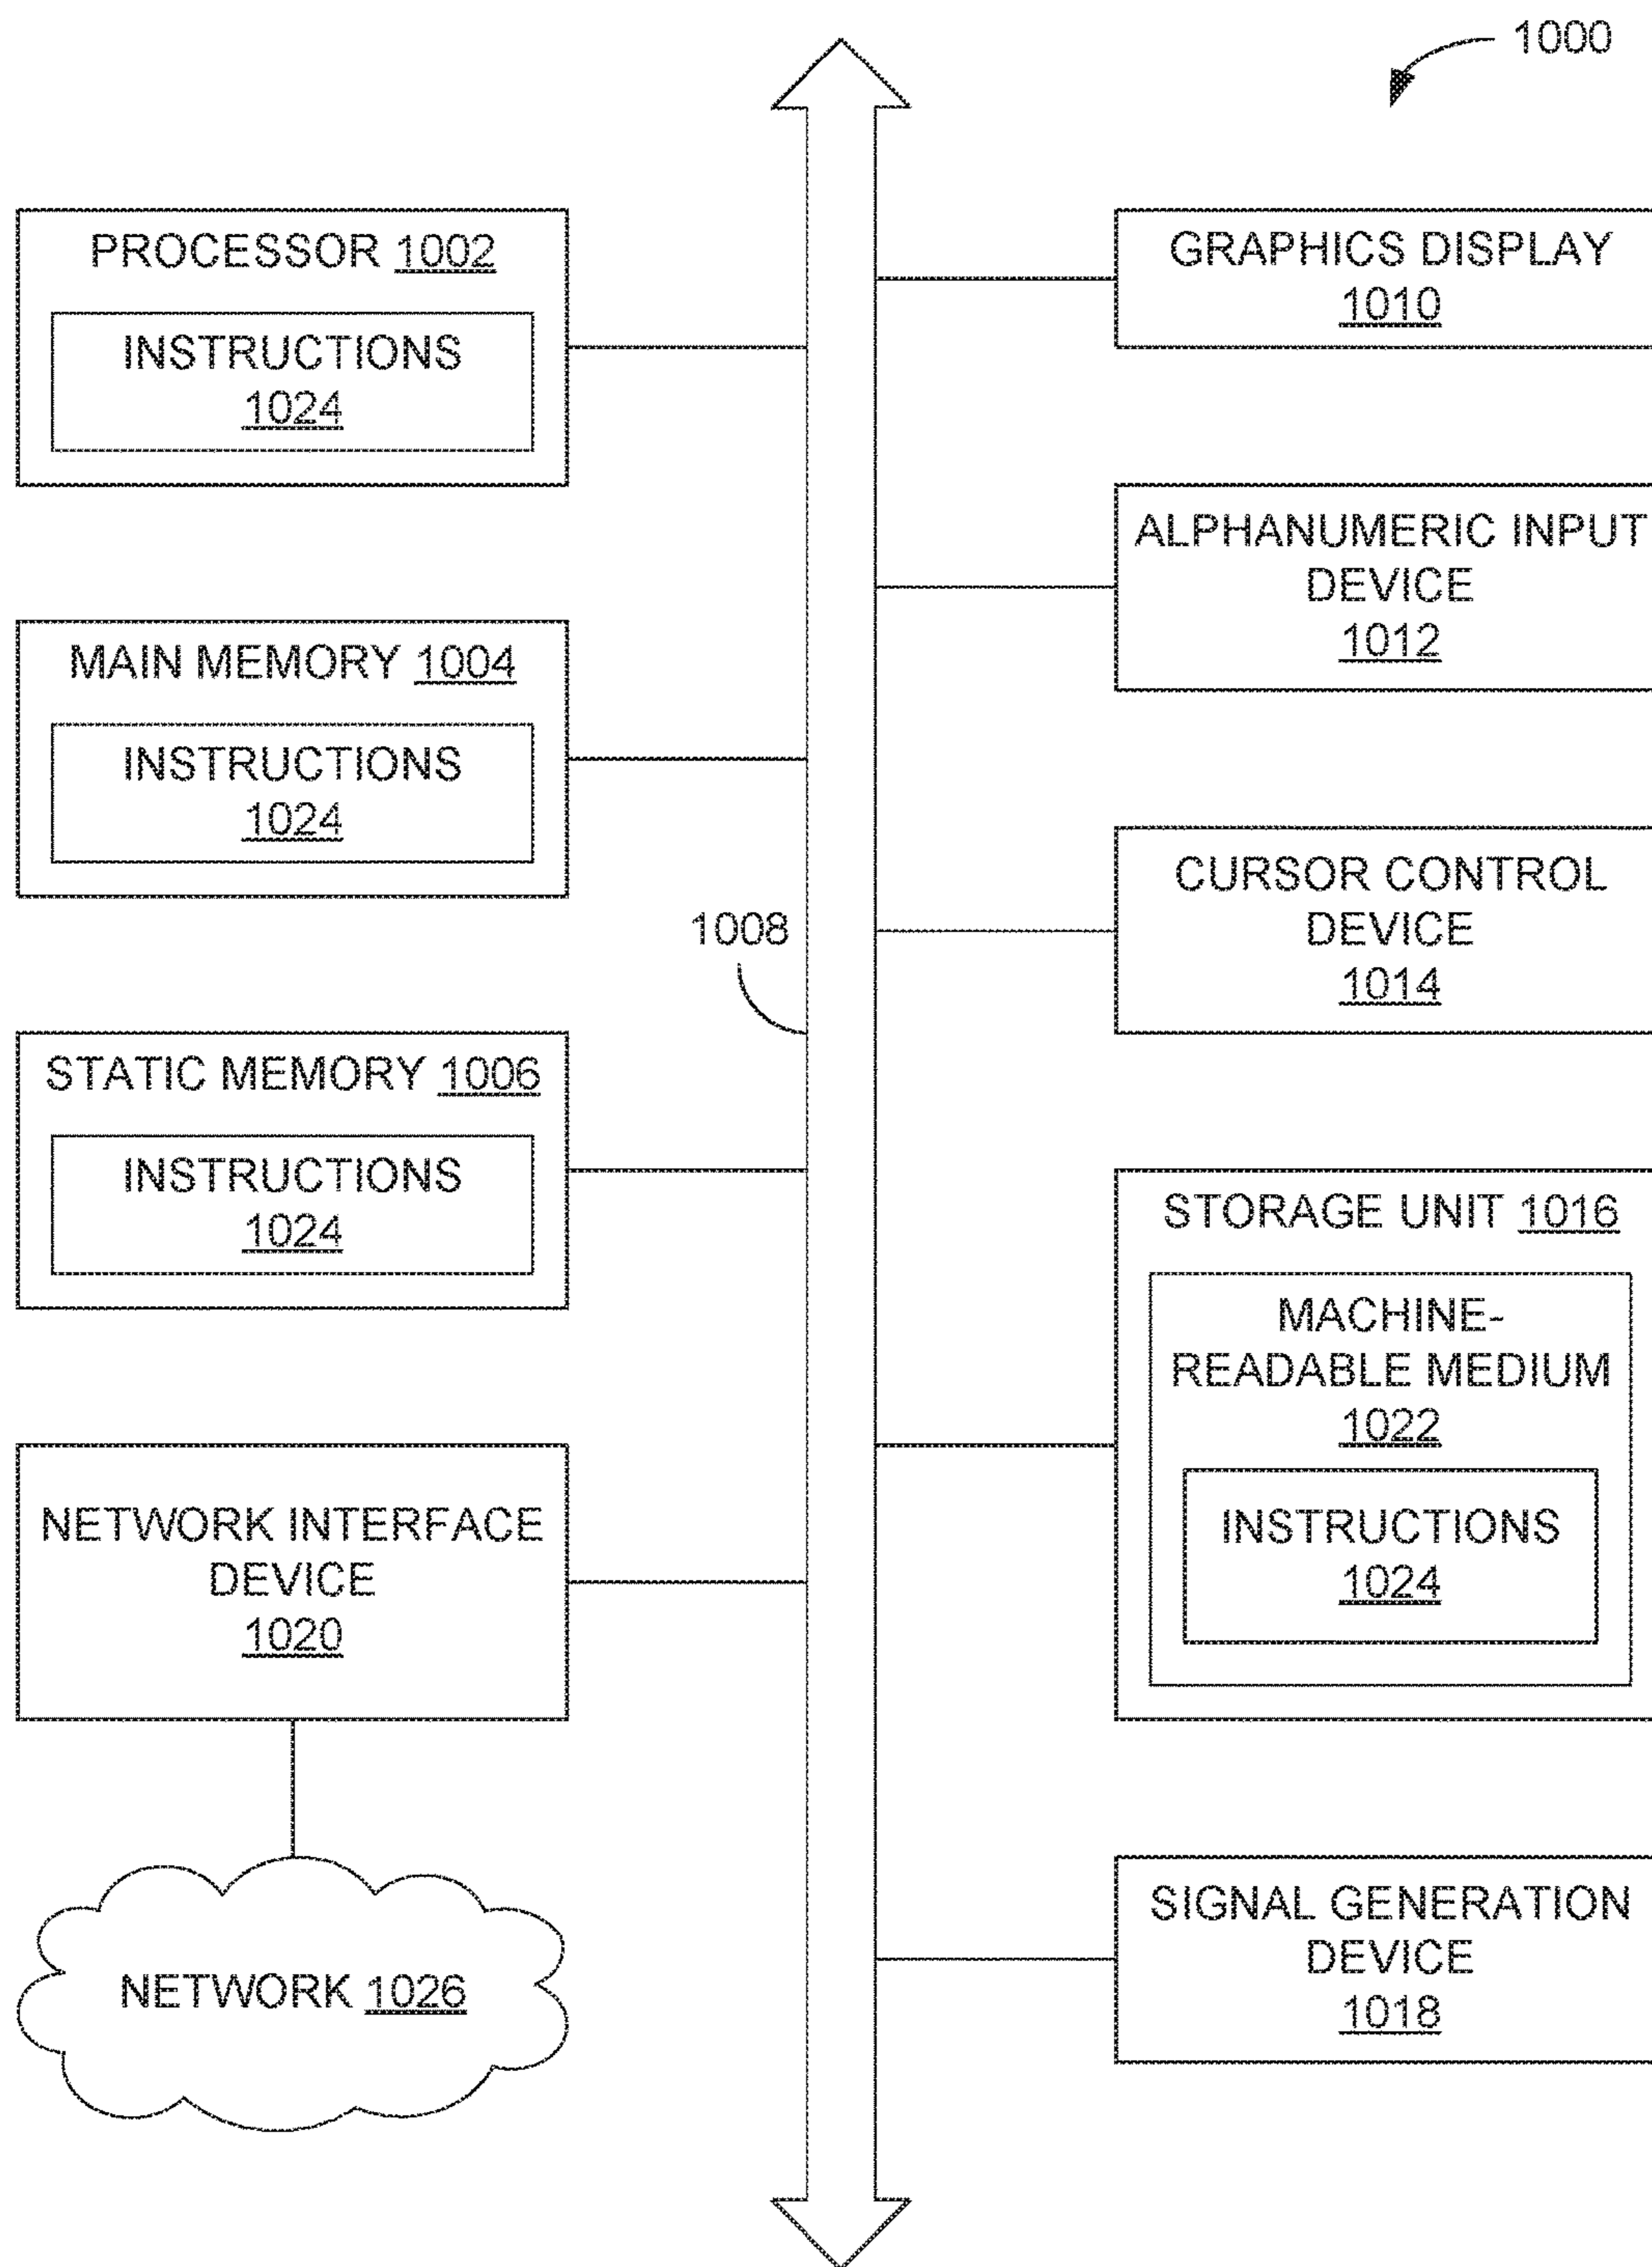 1000
PROCESSOR 1002
INSTRUCTIONS
1024
MAIN MEMORY 1004
INSTRUCTIONS
1024
1008
STATIC MEMORY 1006
INSTRUCTIONS
1024
NETWORK INTERFACE
DEVICE
1020
NETWORK 1026
GRAPHICS DISPLAY
1010
ALPHANUMERIC INPUT
DEVICE
1012
CURSOR CONTROL
DEVICE
1014
STORAGE UNIT 1016
MACHINE-
READABLE MEDIUM
1022
INSTRUCTIONS
1024
SIGNAL GENERATION
DEVICE
1018